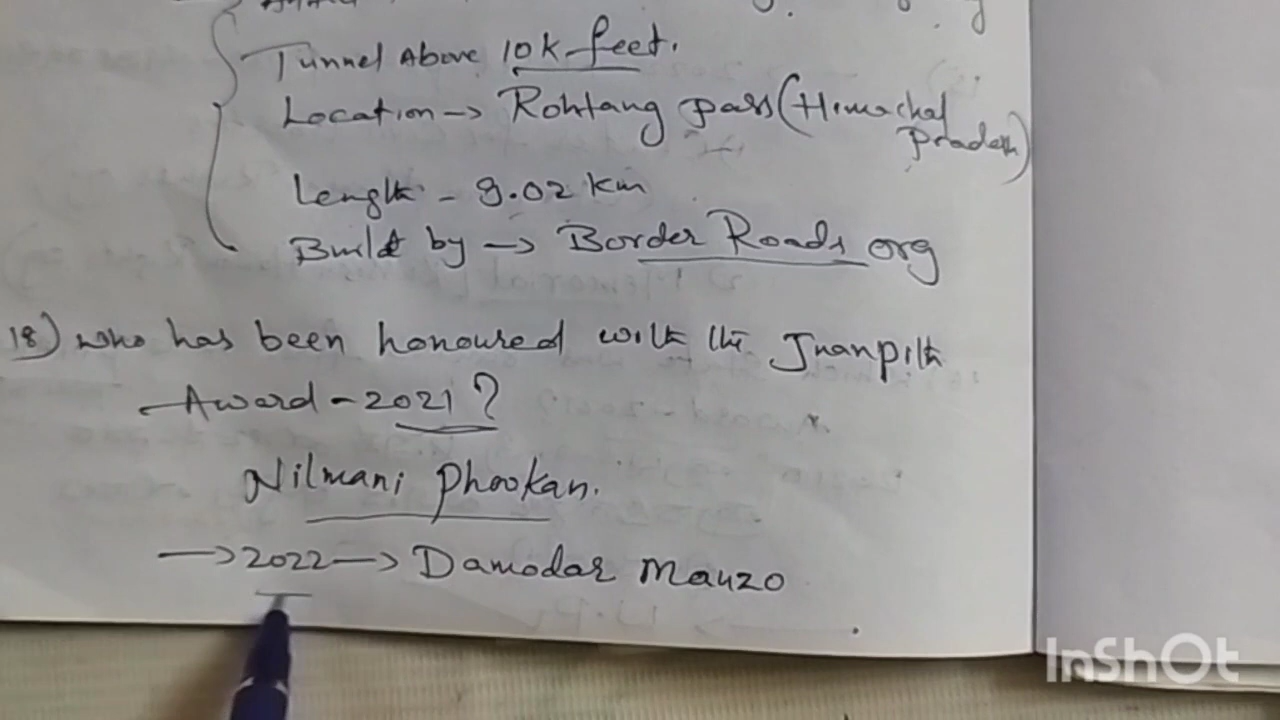 Tunnel Above 10k feet.
Location → Rohtang pass (Himachal
Pradesh)
Length - 9.02 km
Built by → Border Roads org
18) who has been honoured with the Jnanpith
Award - 2021?
Nilmani Phookan.
→ 2022 → Damodar Mauzo
InShOt